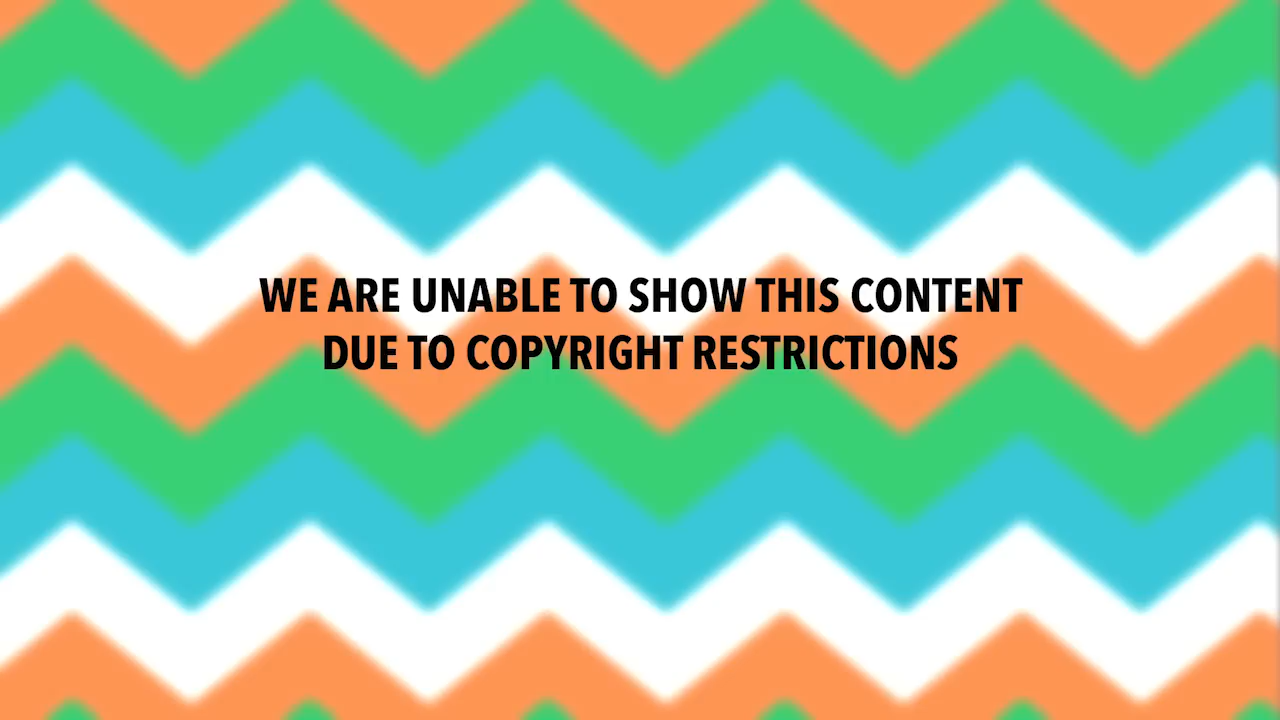 WE ARE UNABLE TO SHOW THIS CONTENT
DUE TO COPYRIGHT RESTRICTIONS